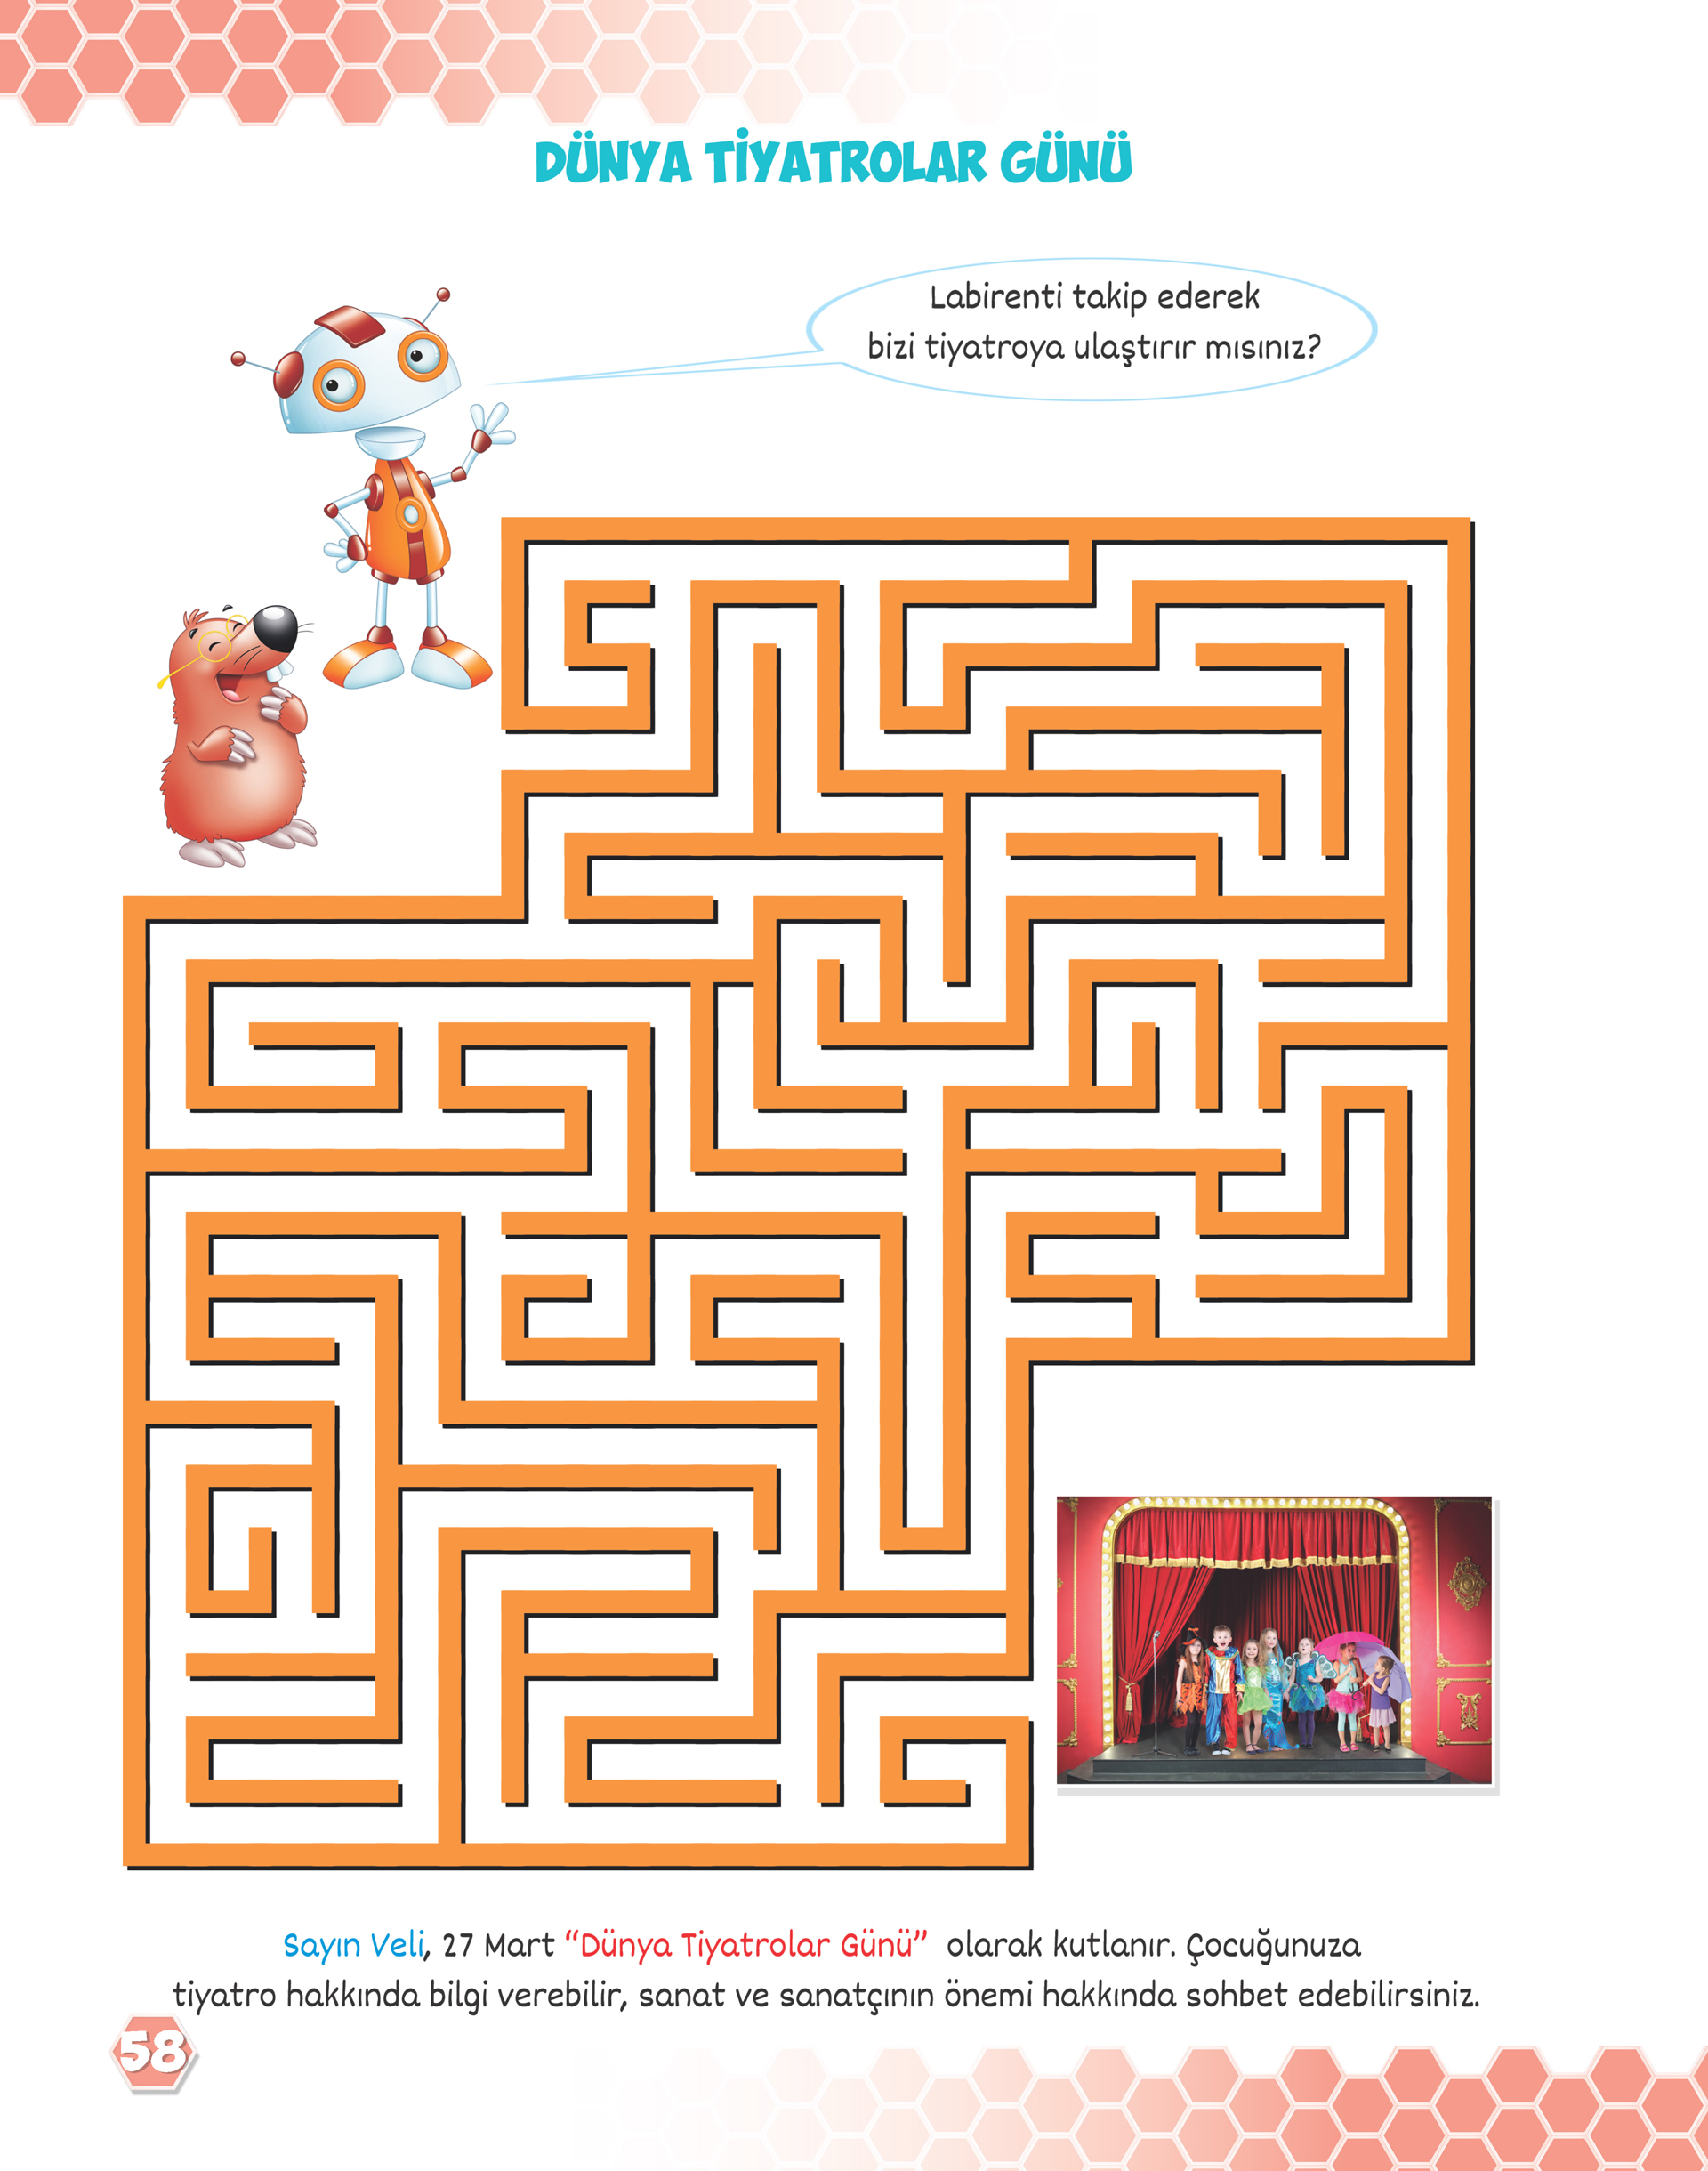 DÜNYA TİYATROLAR GÜNÜ
Labirenti takip ederek
bizi tiyatroya ulaştırır mısınız?
Sayın Veli, 27 Mart “Dünya Tiyatrolar Günü” olarak kutlanır. Çocuğunuza
tiyatro hakkında bilgi verebilir, sanat ve sanatçının önemi hakkında sohbet edebilirsiniz.
58